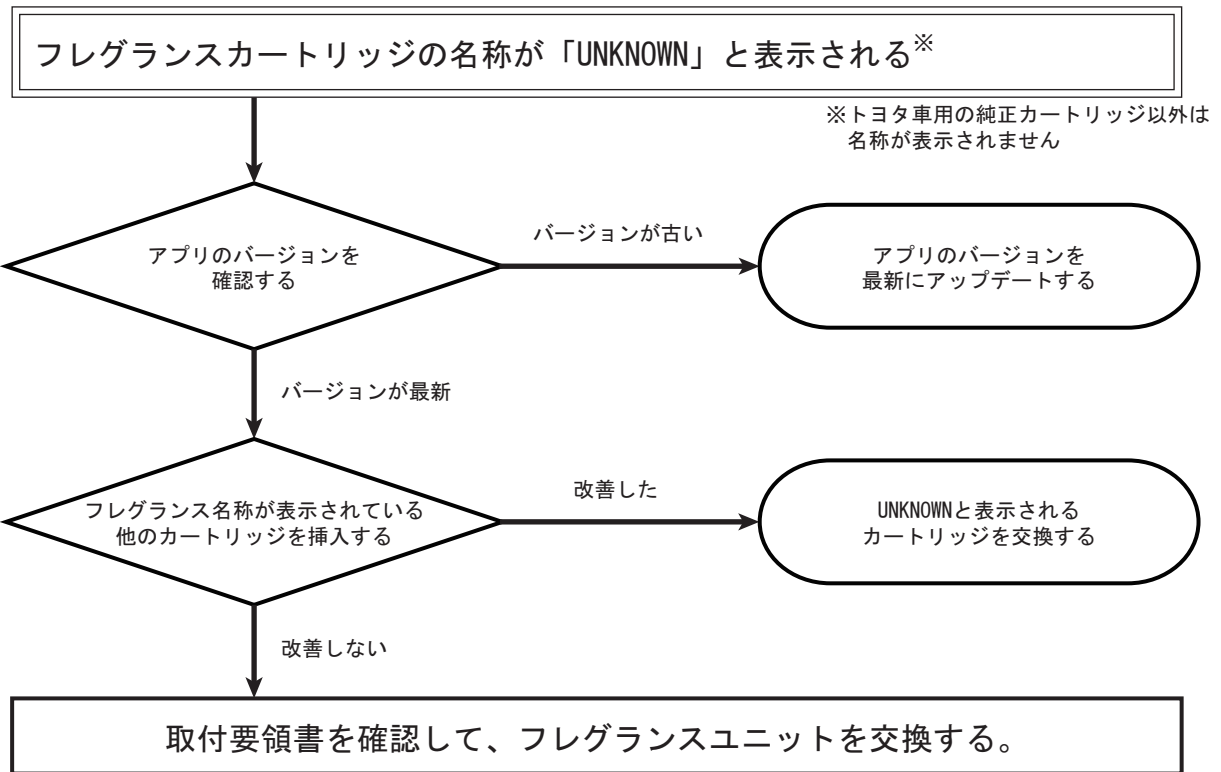 フレグランスカートリッジの名称が「UNKNOWN」と表示される※
※トヨタ車用の純正カートリッジ以外は
名称が表示されません
アプリのバージョンを
確認する
バージョンが古い
アプリのバージョンを
最新にアップデートする
バージョンが最新
フレグランス名称が表示されている
他のカートリッジを挿入する
改善した
UNKNOWNと表示される
カートリッジを交換する
改善しない
取付要領書を確認して、フレグランスユニットを交換する。